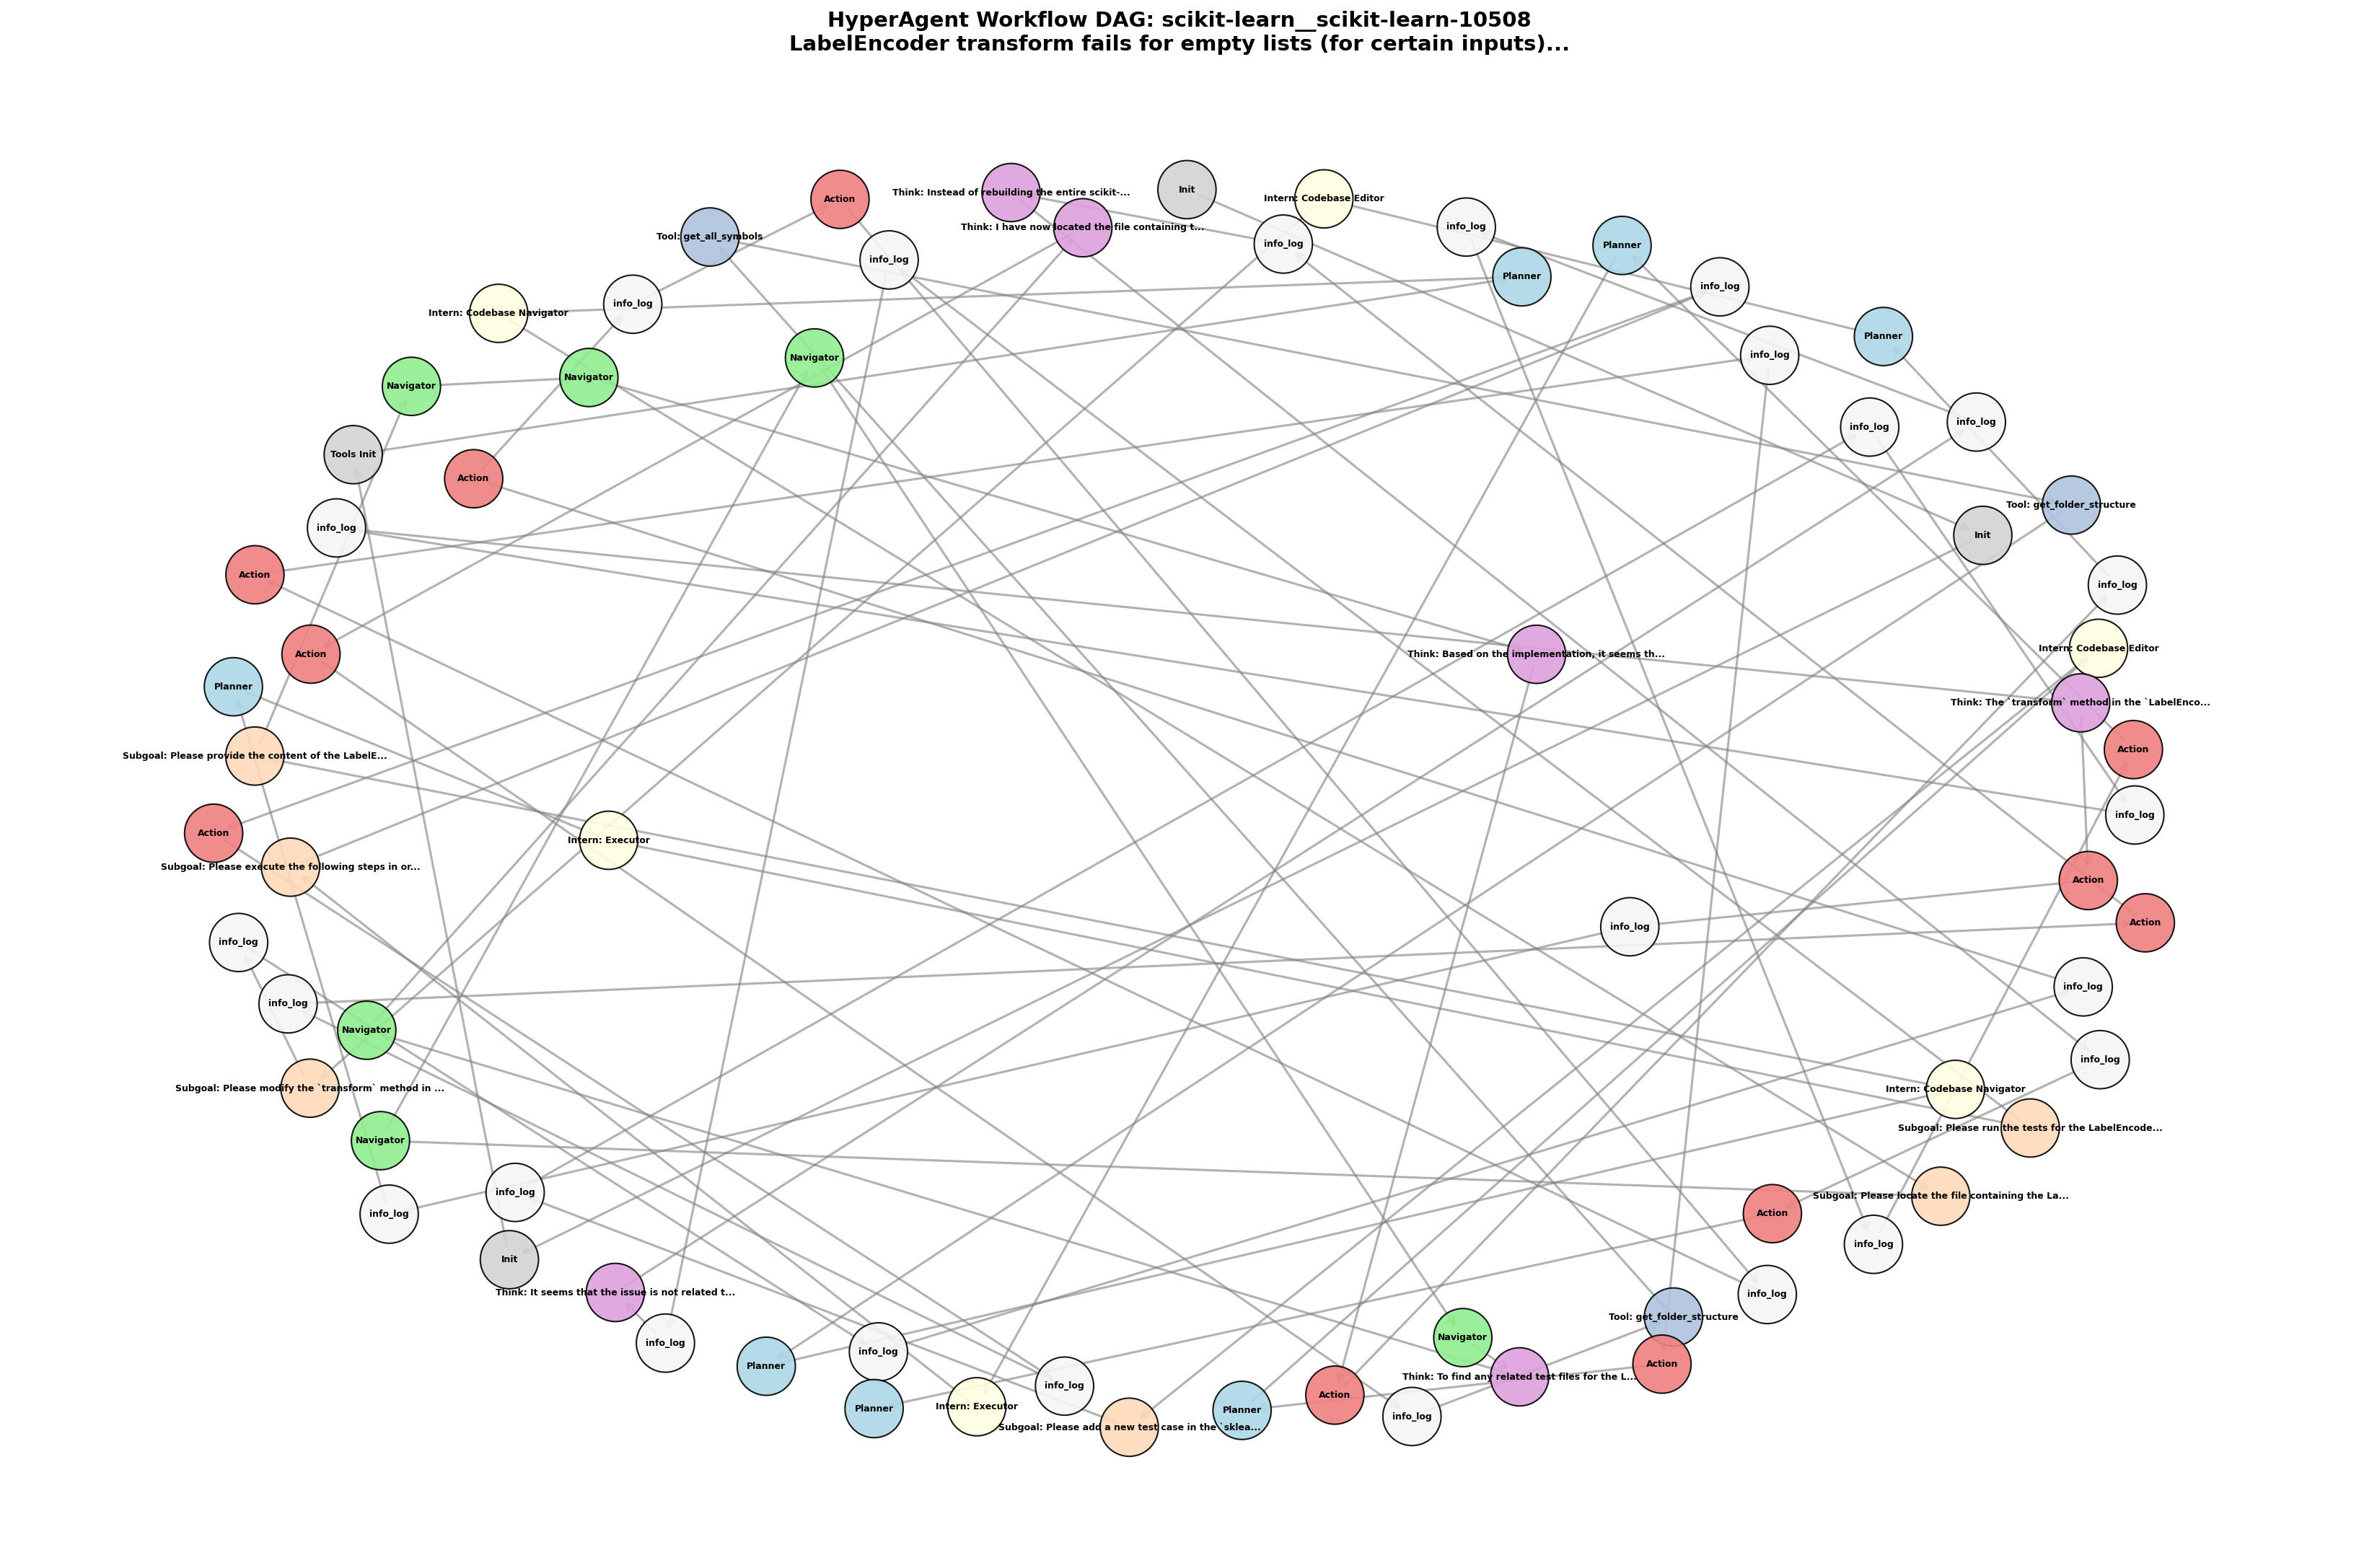 HyperAgent Workflow DAG: scikit-learn__scikit-learn-10508
LabelEncoder transform fails for empty lists (for certain inputs)...
Init
Think: Instead of rebuilding the entire scikit-...
Action
Intern: Codebase Editor
info_log
Think: I have now located the file containing t...
Tool: get_all_symbols
info_log
Planner
info_log
Planner
info_log
info_log
Intern: Codebase Navigator
Planner
info_log
Navigator
Navigator
Navigator
info_log
info_log
Tools Init
Action
Tool: get_folder_structure
info_log
Init
Action
info_log
Intern: Codebase Editor
Action
Think: Based on the implementation, it seems th...
Planner
Think: The `transform` method in the `LabelEnco...
Action
Subgoal: Please provide the content of the LabelE...
info_log
Action
Intern: Executor
Subgoal: Please execute the following steps in or...
Action
Action
info_log
info_log
info_log
info_log
Navigator
info_log
Subgoal: Please modify the `transform` method in ...
Intern: Codebase Navigator
Subgoal: Please run the tests for the LabelEncode...
Navigator
info_log
Subgoal: Please locate the file containing the La...
info_log
Action
info_log
Init
Think: It seems that the issue is not related t...
info_log
Tool: get_folder_structure
Navigator
info_log
info_log
Action
Planner
Think: To find any related test files for the L...
info_log
Action
Intern: Executor
Planner
Planner
info_log
Subgoal: Please add a new test case in the `sklea...